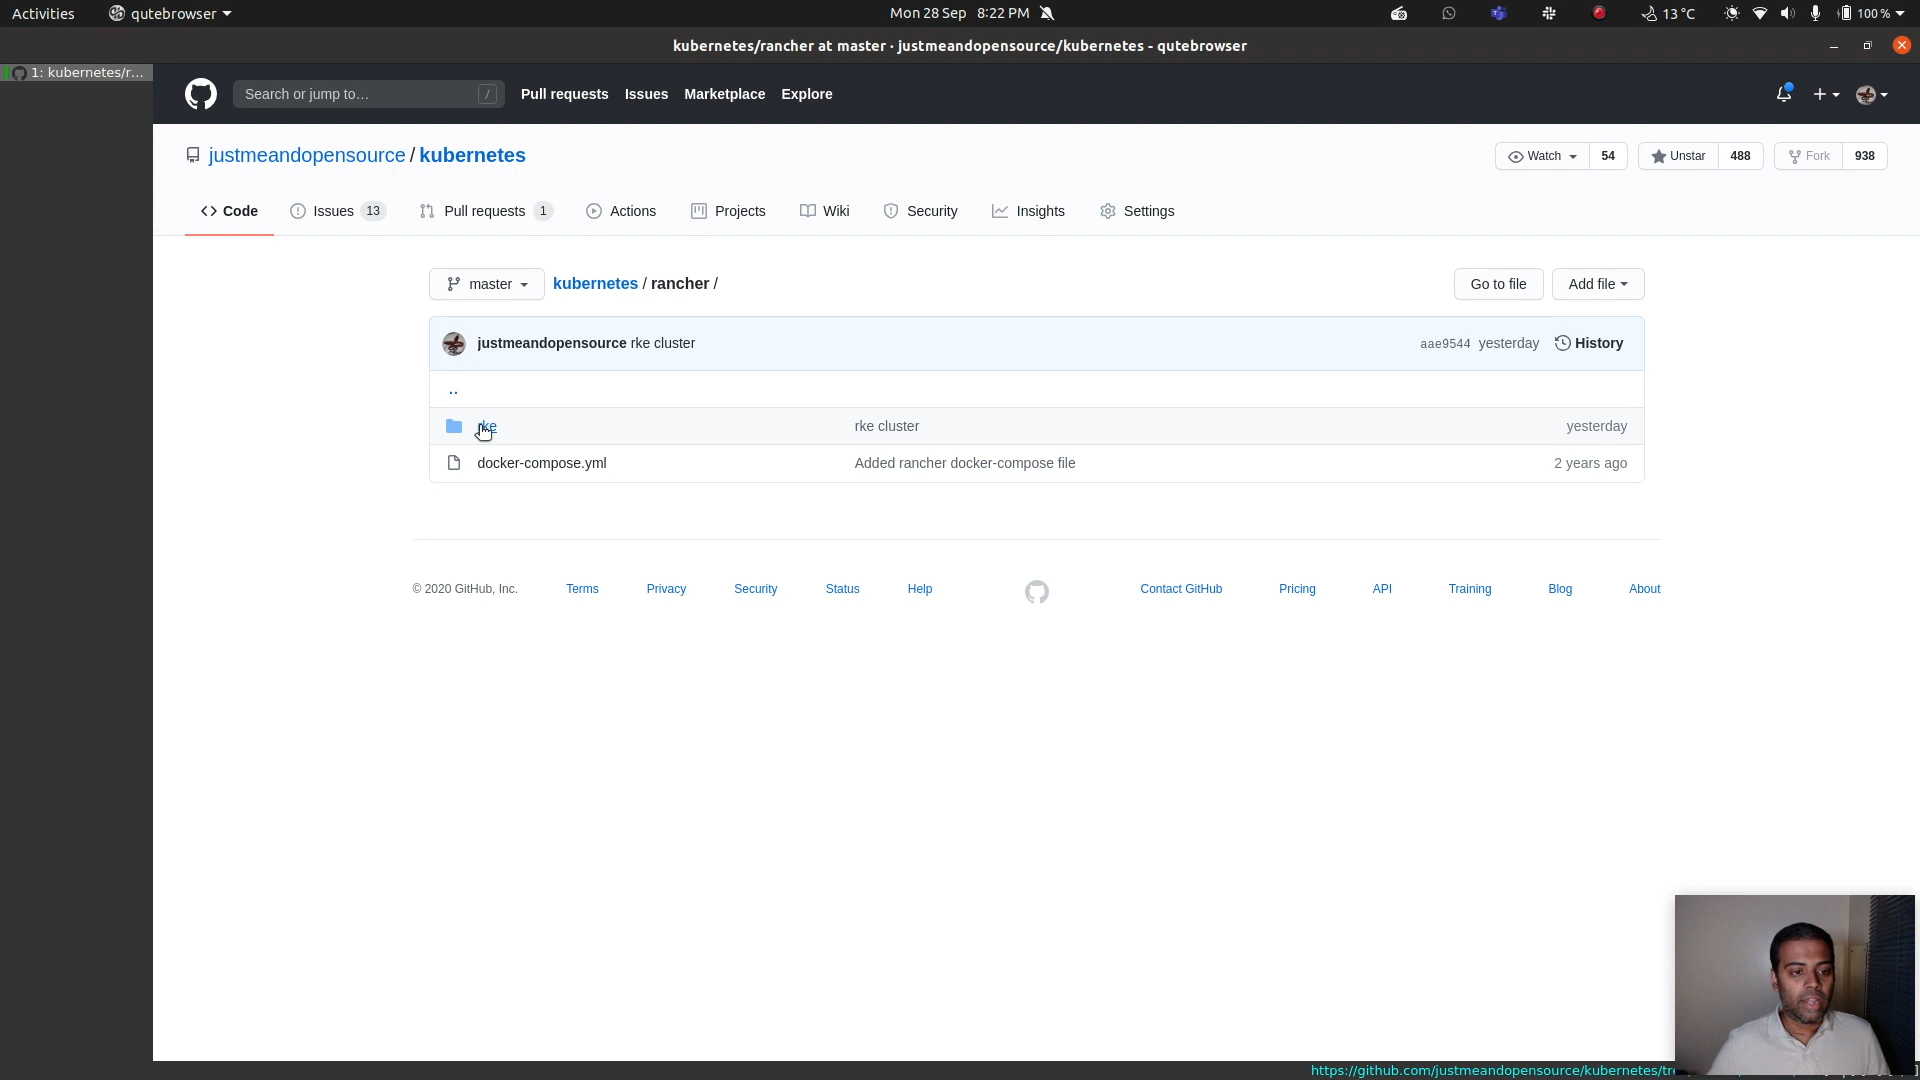 Activities qutebrowser Mon 28 Sep 8:22 PM 13 °C 100 %
kubernetes/rancher at master · justmeandopensource/kubernetes - qutebrowser
1: kubernetes/r...
Search or jump to... / Pull requests Issues Marketplace Explore
justmeandopensource / kubernetes Watch 54 Unstar 488 Fork 938
Code Issues 13 Pull requests 1 Actions Projects Wiki Security Insights Settings
master kubernetes / rancher / Go to file Add file
justmeandopensource rke cluster aae9544 yesterday History
..
rke rke cluster yesterday
docker-compose.yml Added rancher docker-compose file 2 years ago
© 2020 GitHub, Inc. Terms Privacy Security Status Help Contact GitHub Pricing API Training Blog About
https://github.com/justmeandopensource/kubernetes/tr